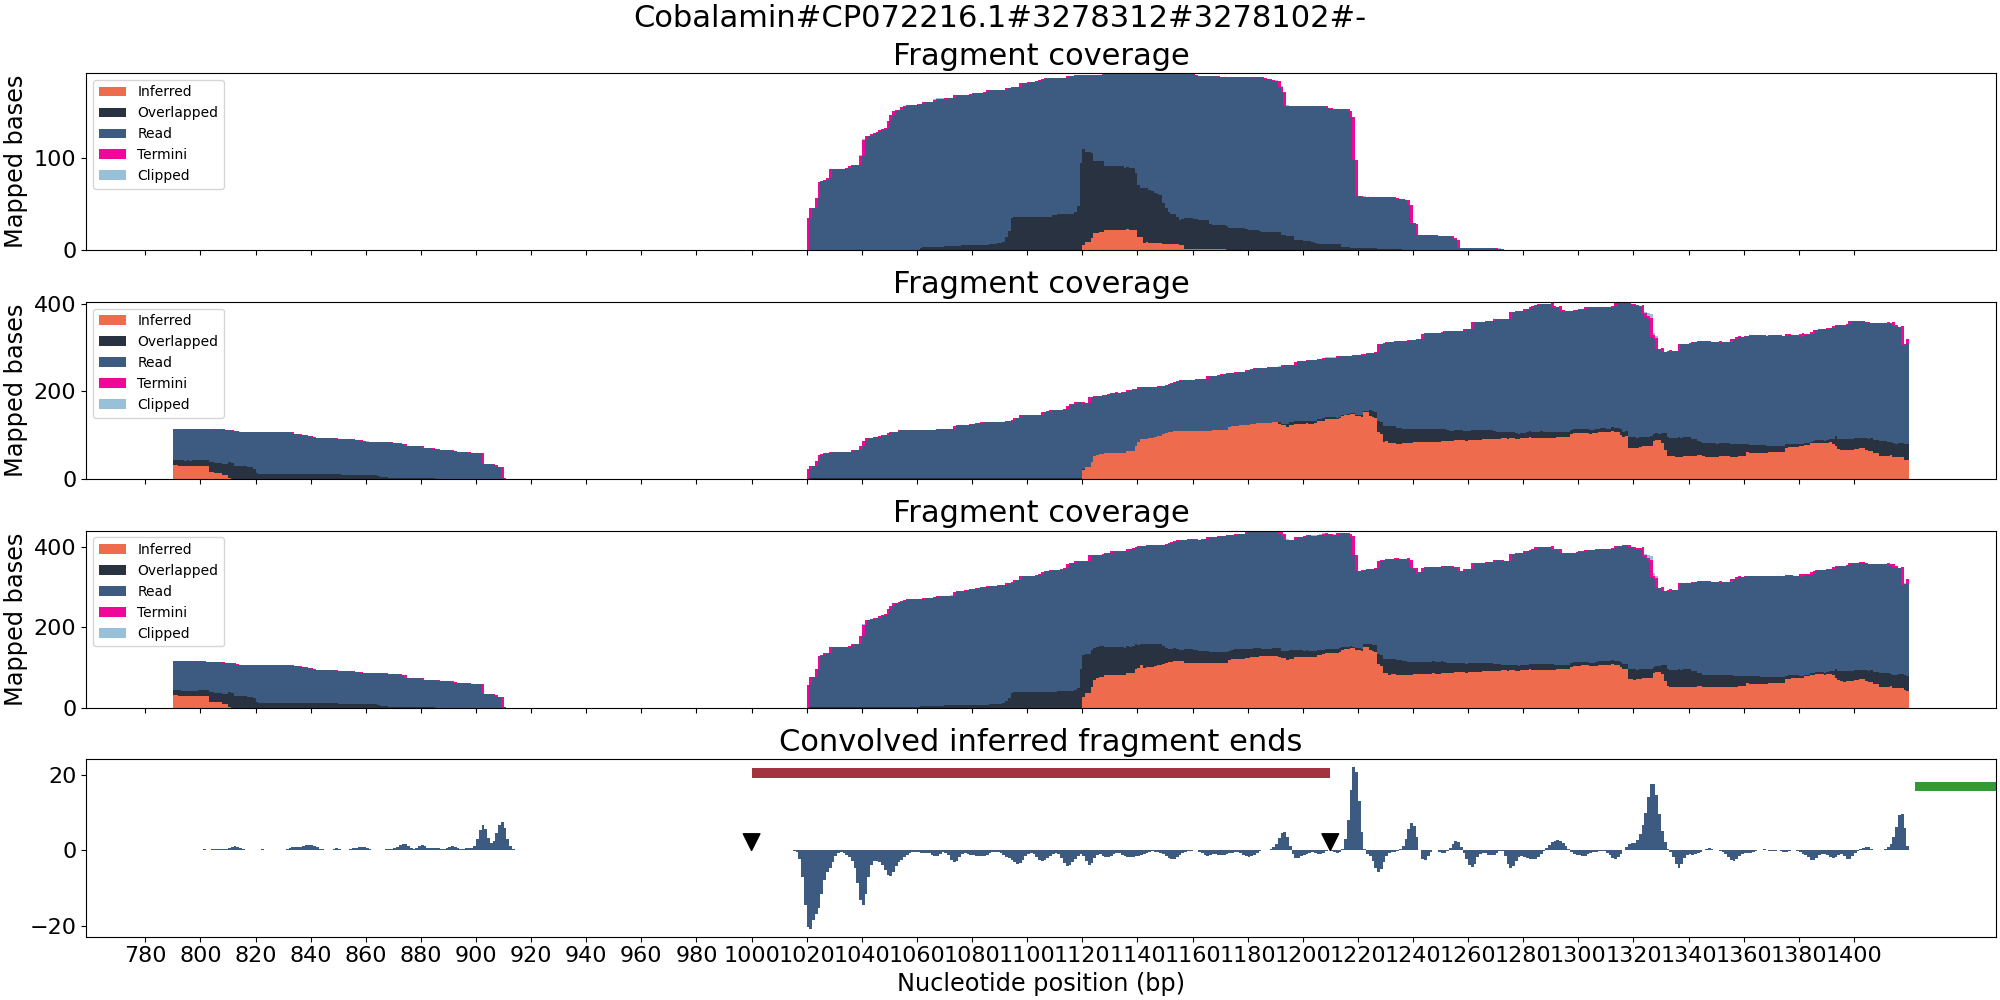 Cobalamin#CP072216.1#3278312#3278102#-
Fragment coverage
Mapped bases
100
0
Inferred
Overlapped
Read
Termini
Clipped
Fragment coverage
Mapped bases
400
200
0
Inferred
Overlapped
Read
Termini
Clipped
Fragment coverage
Mapped bases
400
200
0
Inferred
Overlapped
Read
Termini
Clipped
Convolved inferred fragment ends
20
0
−20
780 800 820 840 860 880 900 920 940 960 980 1000 1020 1040 1060 1080 1100 1120 1140 1160 1180 1200 1220 1240 1260 1280 1300 1320 1340 1360 1380 1400
Nucleotide position (bp)